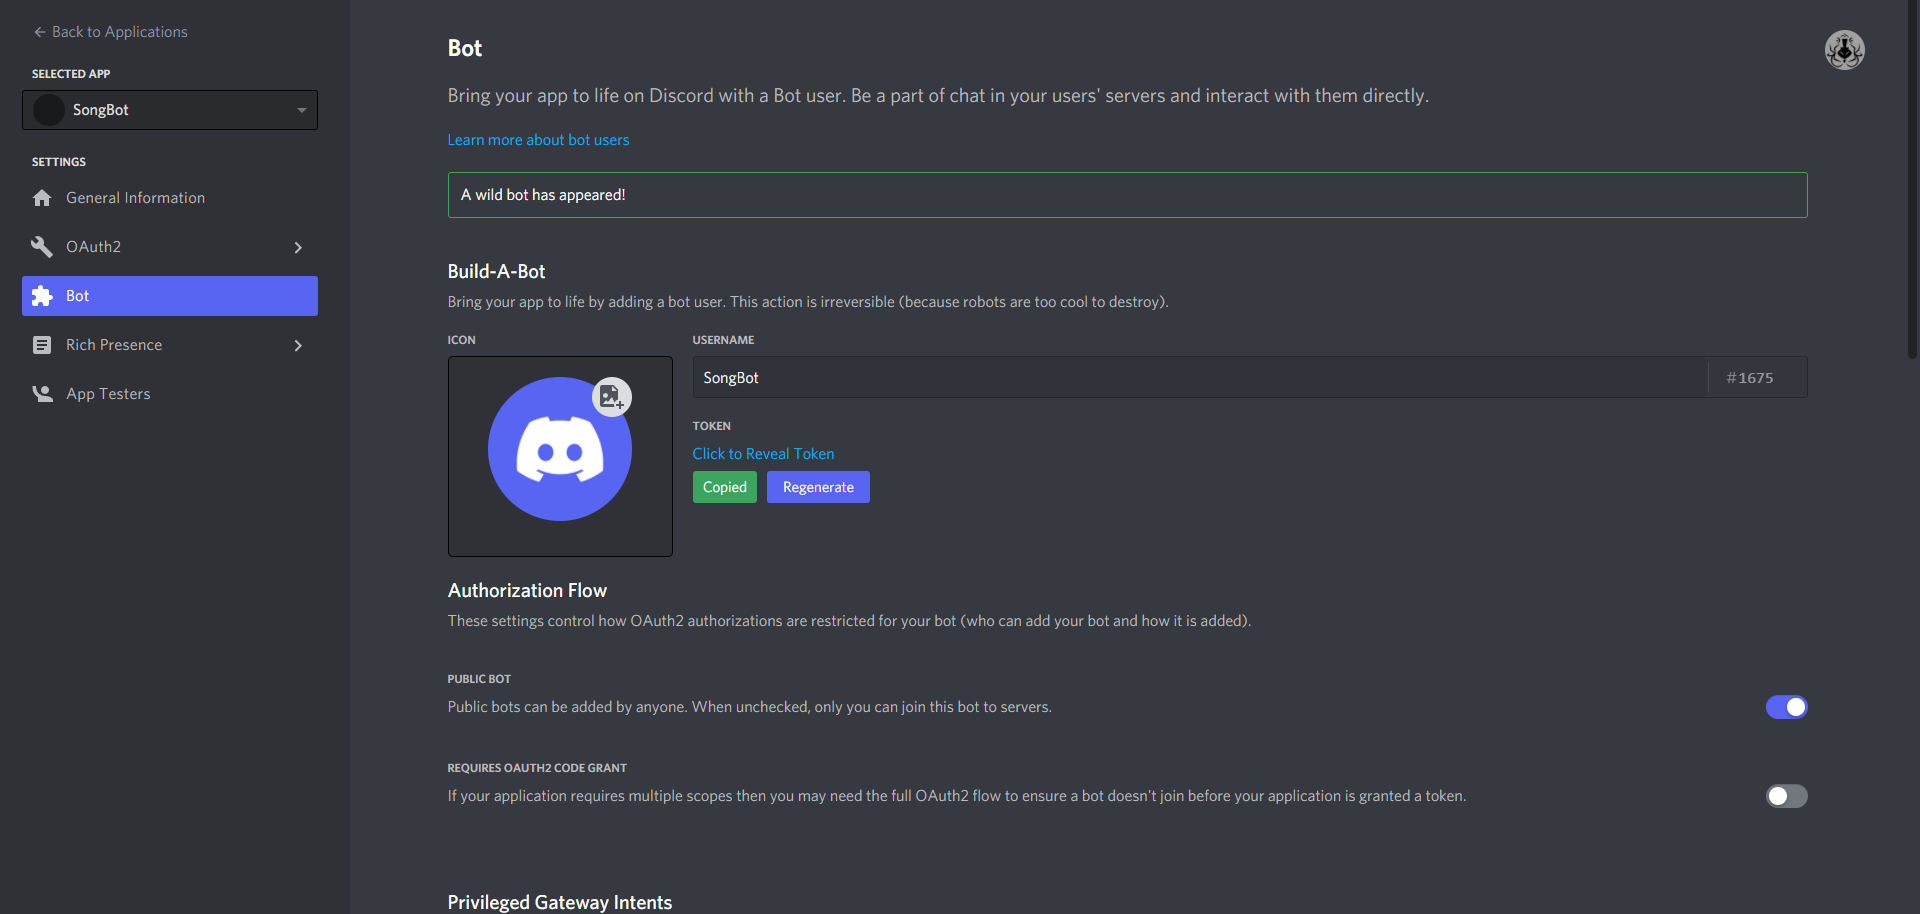 Back to Applications
SELECTED APP
SongBot
SETTINGS
General Information
OAuth2
Bot
Rich Presence
App Testers
Bot
Bring your app to life on Discord with a Bot user. Be a part of chat in your users' servers and interact with them directly.
Learn more about bot users
A wild bot has appeared!
Build-A-Bot
Bring your app to life by adding a bot user. This action is irreversible (because robots are too cool to destroy).
ICON
USERNAME
SongBot #1675
TOKEN
Click to Reveal Token
Copied Regenerate
Authorization Flow
These settings control how OAuth2 authorizations are restricted for your bot (who can add your bot and how it is added).
PUBLIC BOT
Public bots can be added by anyone. When unchecked, only you can join this bot to servers.
REQUIRES OAUTH2 CODE GRANT
If your application requires multiple scopes then you may need the full OAuth2 flow to ensure a bot doesn't join before your application is granted a token.
Privileged Gateway Intents